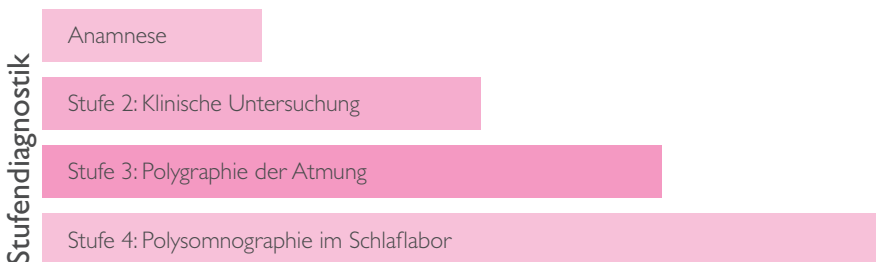 Stufendiagnostik
Anamnese
Stufe 2: Klinische Untersuchung
Stufe 3: Polygraphie der Atmung
Stufe 4: Polysomnographie im Schlaflabor